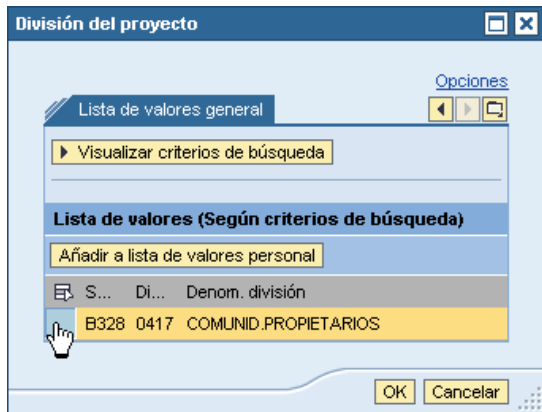 División del proyecto
Opciones
Lista de valores general
Visualizar criterios de búsqueda
Lista de valores (Según criterios de búsqueda)
Añadir a lista de valores personal
S... Di... Denom. división
B328 0417 COMUNID.PROPIETARIOS
OK Cancelar